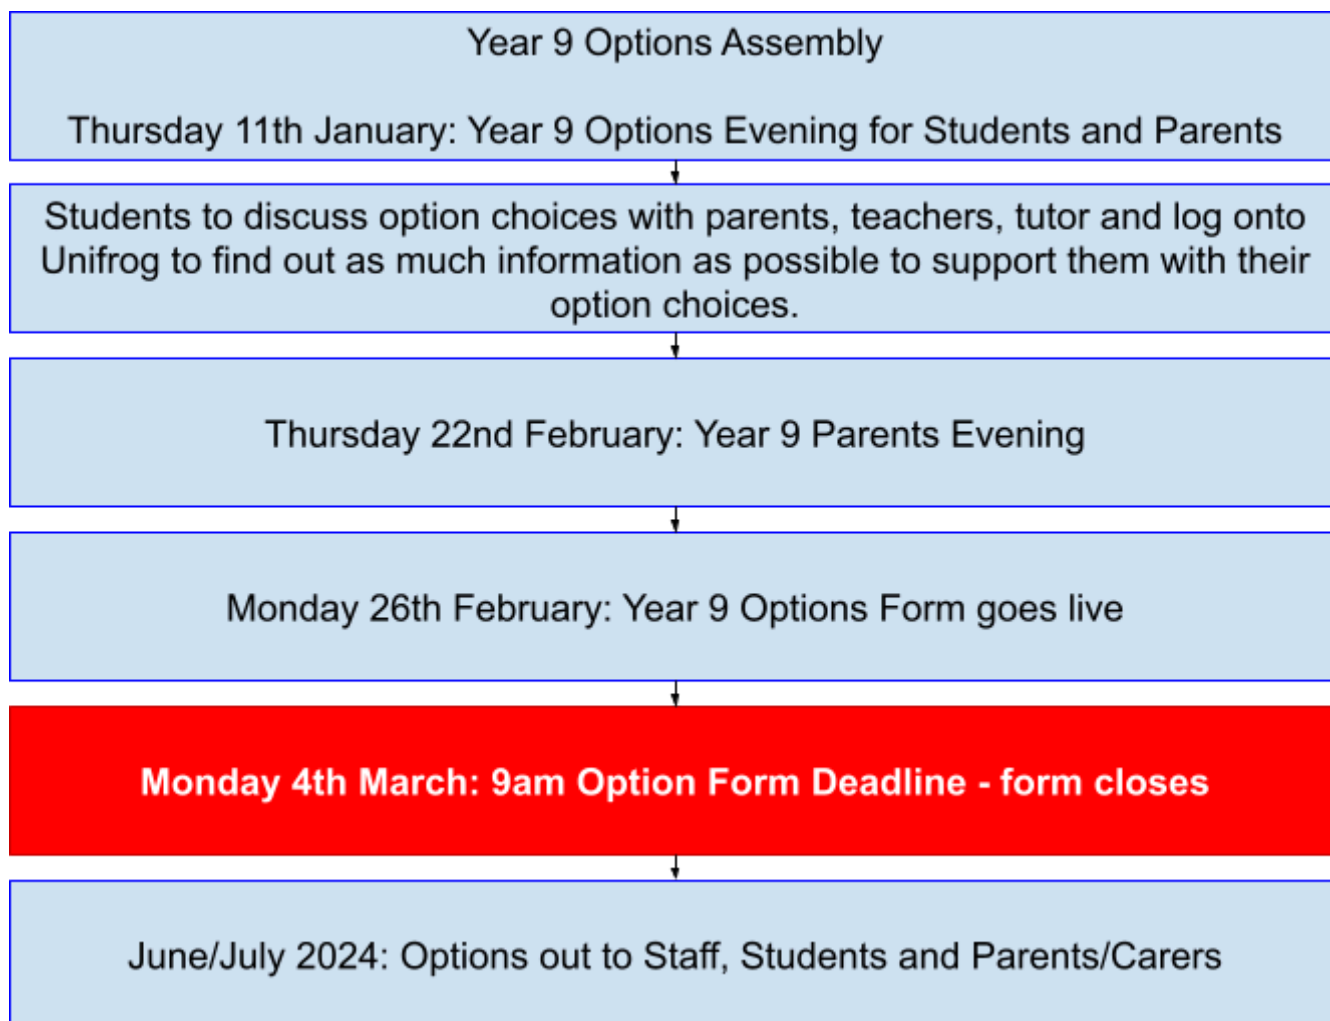 Year 9 Options Assembly
Thursday 11th January: Year 9 Options Evening for Students and Parents
Students to discuss option choices with parents, teachers, tutor and log onto
Unifrog to find out as much information as possible to support them with their
option choices.
Thursday 22nd February: Year 9 Parents Evening
Monday 26th February: Year 9 Options Form goes live
Monday 4th March: 9am Option Form Deadline - form closes
June/July 2024: Options out to Staff, Students and Parents/Carers